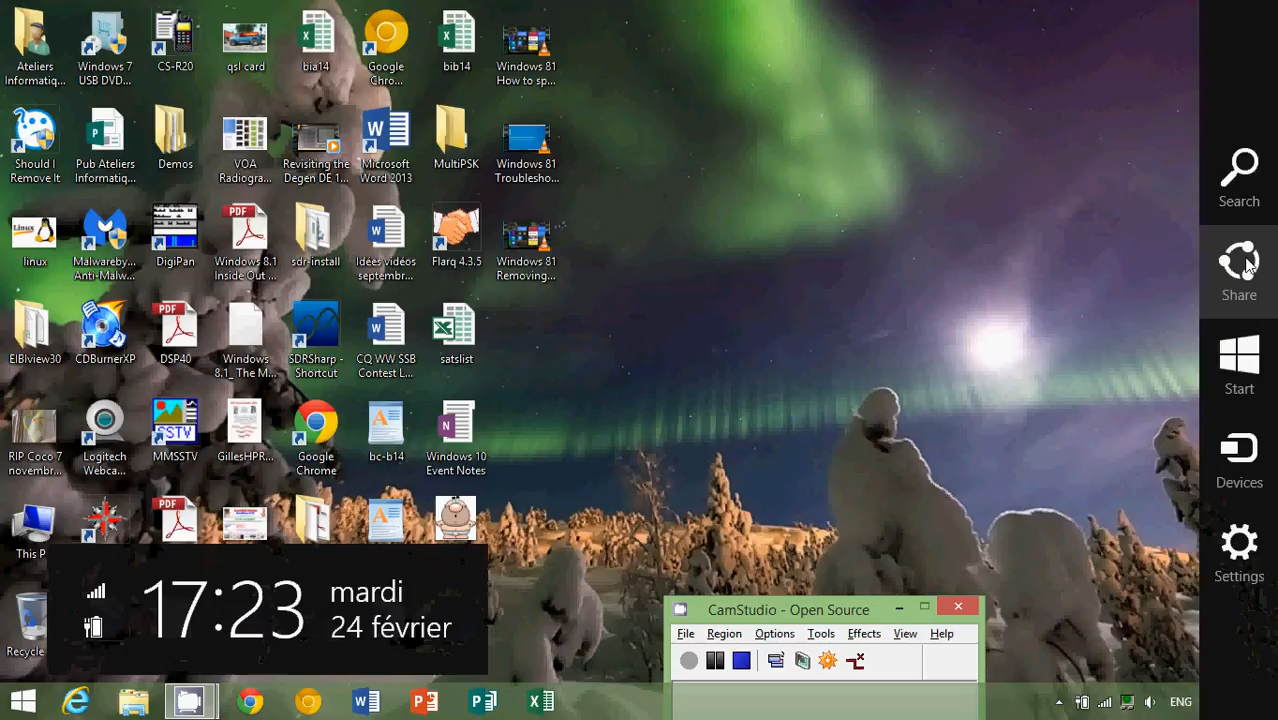 Ateliers
Informatiq...
Windows 7
USB DVD...
CS-R20
qsl card
bia14
Google
Chro...
bib14
Windows 81
How to sp...
Should I
Remove It
Pub Ateliers
Informatiq...
Demos
VOA
Radiogra...
Revisiting the
Degen DE 1...
Microsoft
Word 2013
MultiPSK
Windows 81
Troublesho...
linux
Malwareby...
Anti-Malw...
DigiPan
Windows 8.1
Inside Out ...
sdr-install
Idées vidéos
septembr...
Flarq 4.3.5
Windows 81
Removing...
EIBIview30
CDBurnerXP
DSP40
Windows
8.1_ The M...
SDRSharp -
Shortcut
CQ WW SSB
Contest L...
satslist
RIP Coco 7
novembr...
Logitech
Webca...
MMSSTV
GillesHPR...
Google
Chrome
bc-b14
Windows 10
Event Notes
This P
Recycle
17:23
mardi
24 février
Search
Share
Start
Devices
Settings
CamStudio - Open Source
File Region Options Tools Effects View Help
ENG